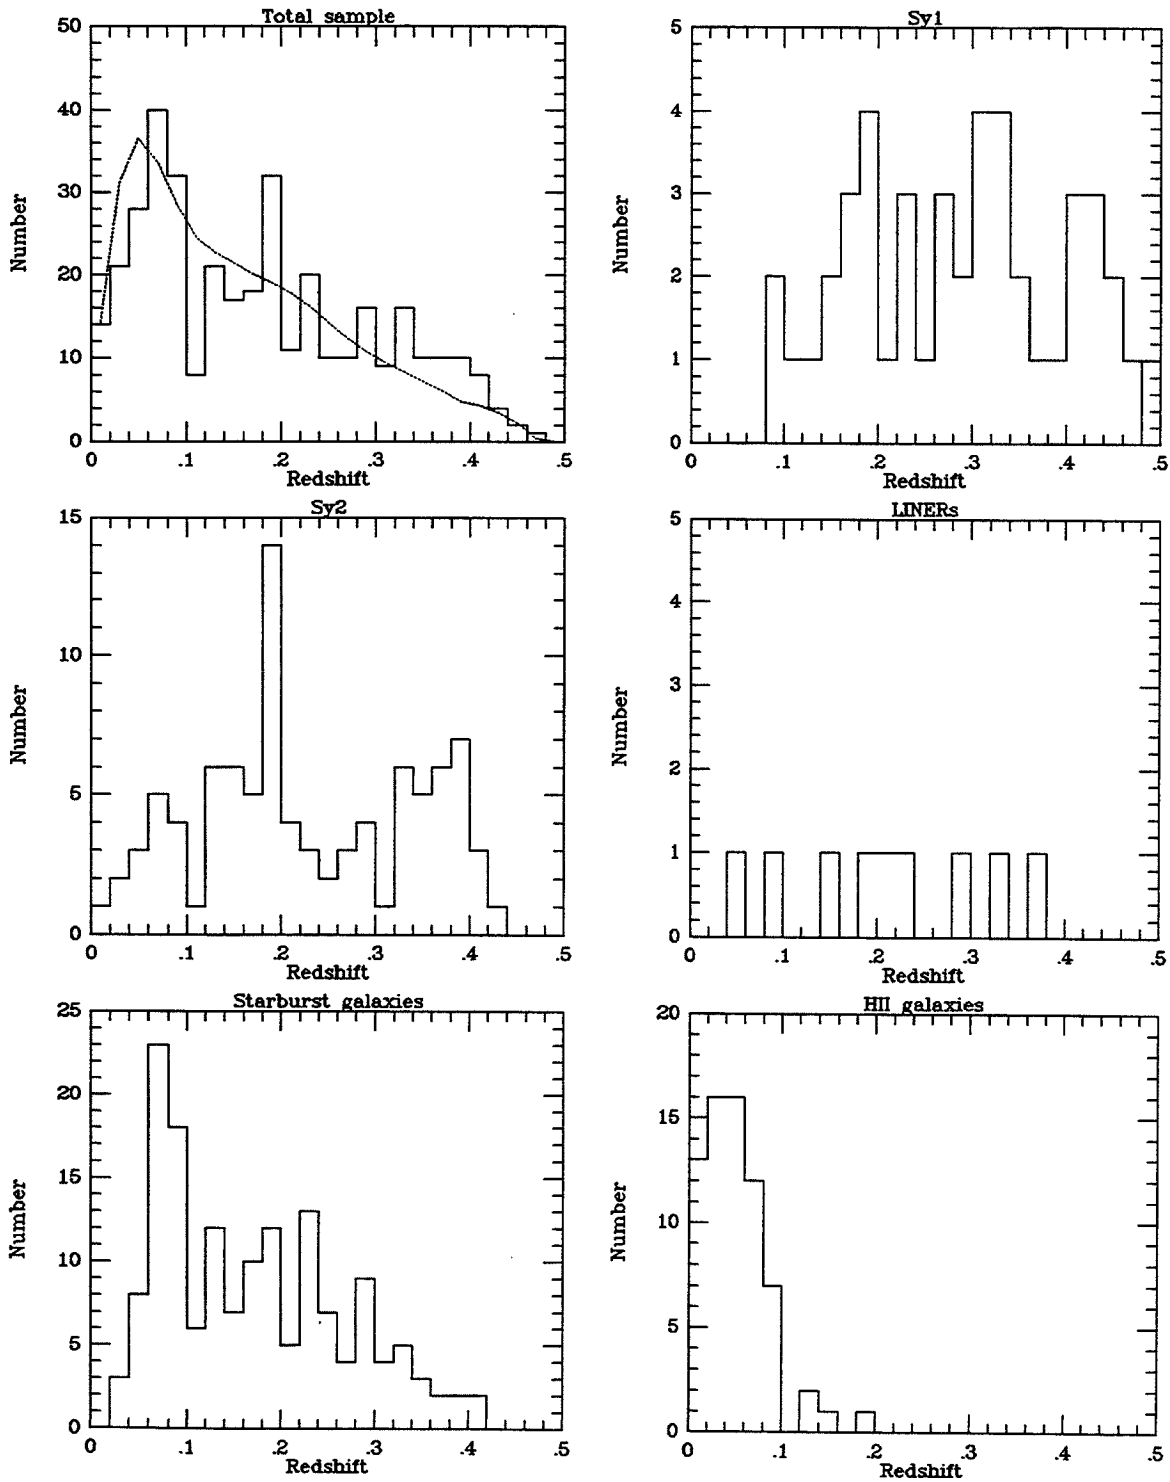 Total sample
50
40
30
20
10
0
Number
0 .1 .2 .3 .4 .5
Redshift
Sy1
5
4
3
2
1
0
Number
0 .1 .2 .3 .4 .5
Redshift
Sy2
15
10
5
0
Number
0 .1 .2 .3 .4 .5
Redshift
LINERs
5
4
3
2
1
0
Number
0 .1 .2 .3 .4 .5
Redshift
Starburst galaxies
25
20
15
10
5
0
Number
0 .1 .2 .3 .4 .5
Redshift
HII galaxies
20
15
10
5
0
Number
0 .1 .2 .3 .4 .5
Redshift